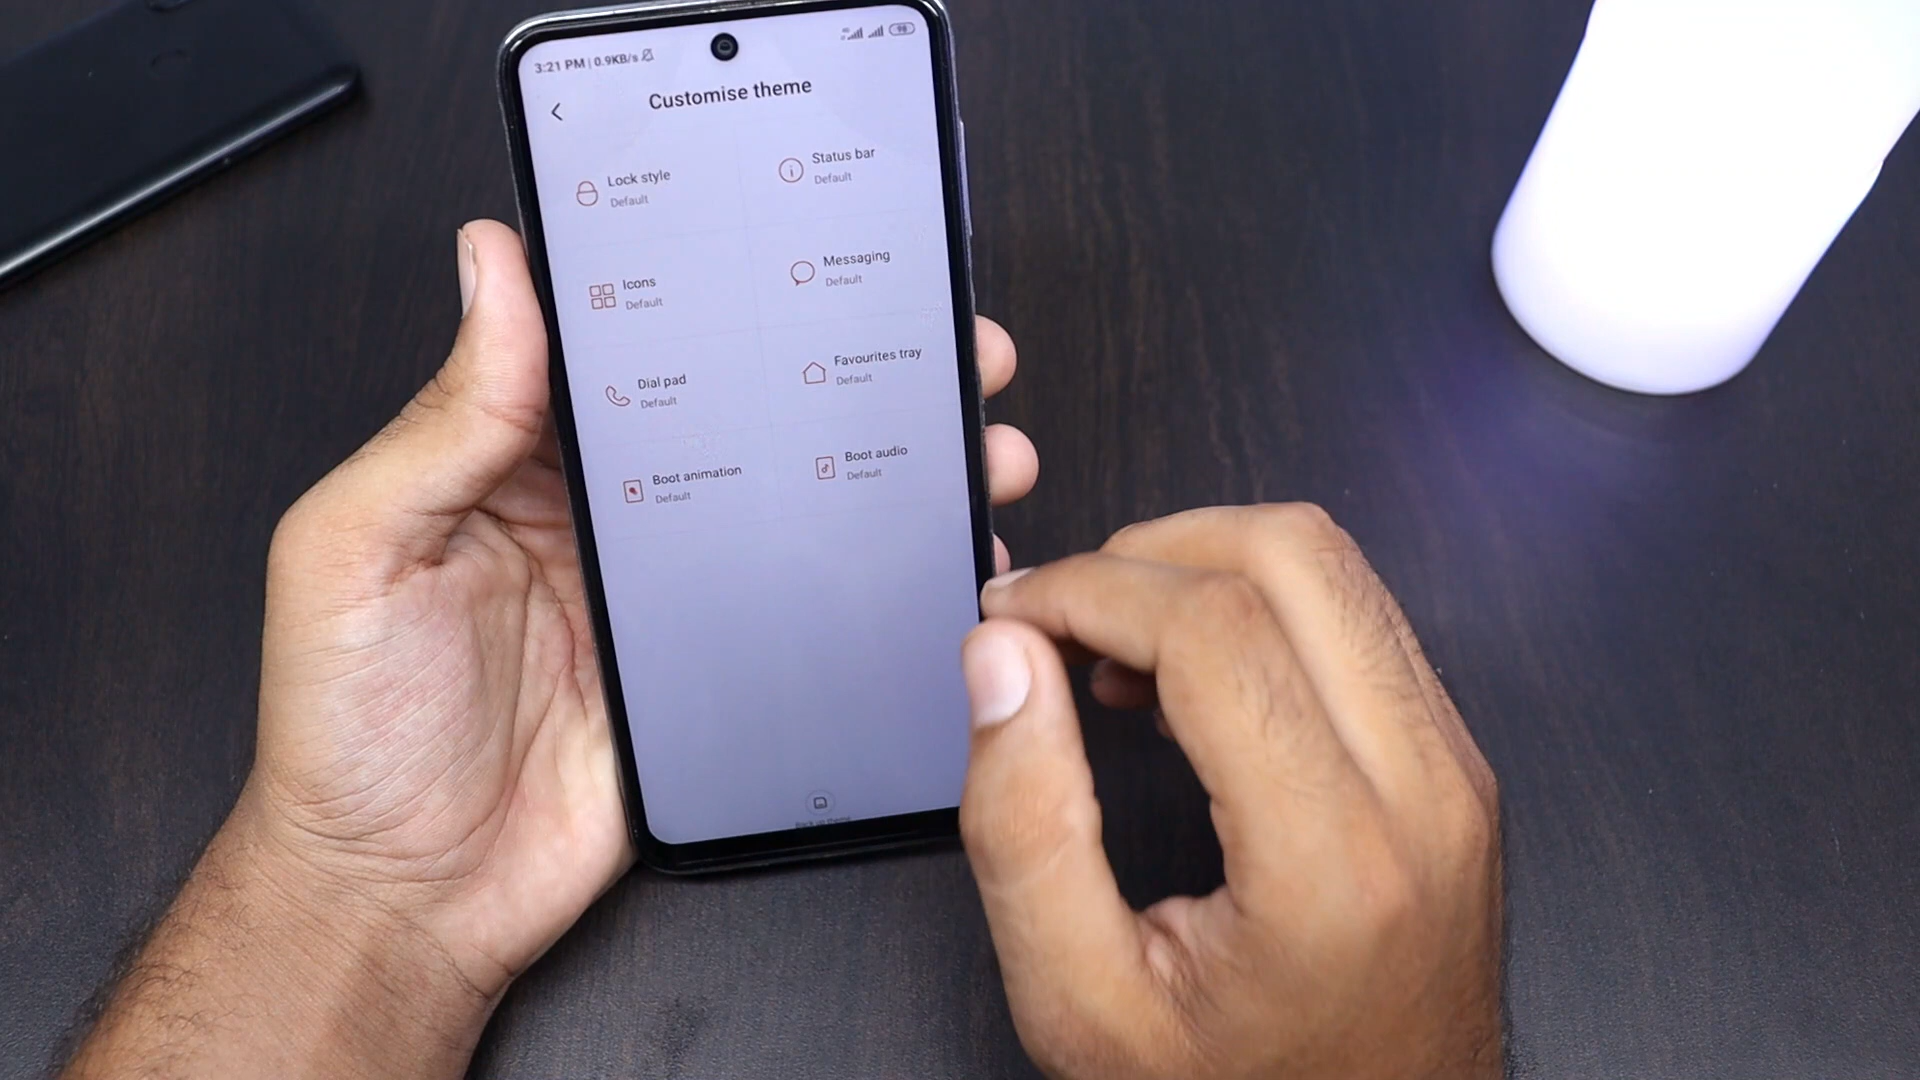 3:21 PM | 0.9KB/s
98
Customise theme
Lock style
Default
Status bar
Default
Icons
Default
Messaging
Default
Dial pad
Default
Favourites tray
Default
Boot animation
Default
Boot audio
Default